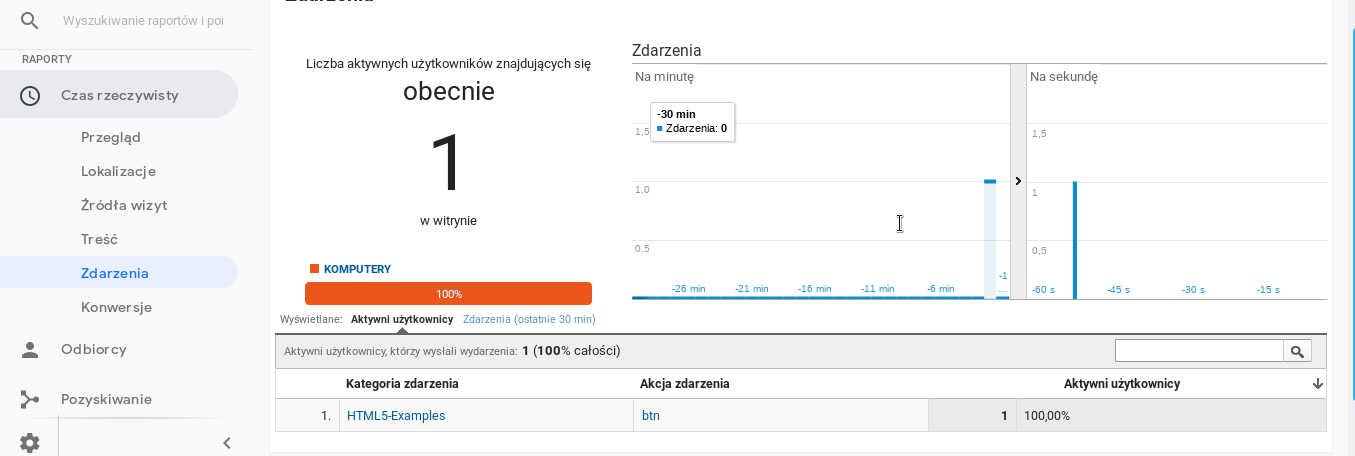 Zdarzenia
Wyszukiwanie raportów i por
RAPORTY
Czas rzeczywisty
Przegląd
Lokalizacje
Źródła wizyt
Treść
Zdarzenia
Konwersje
Odbiorcy
Pozyskiwanie
Liczba aktywnych użytkowników znajdujących się
obecnie
1
w witrynie
KOMPUTERY
100%
Zdarzenia
Na minutę
-30 min
Zdarzenia: 0
1,5
1,0
0,5
-26 min -21 min -16 min -11 min -6 min -1 ...
Na sekundę
1,5
1
0,5
-60 s -45 s -30 s -15 s
Wyświetlane: Aktywni użytkownicy Zdarzenia (ostatnie 30 min)
Aktywni użytkownicy, którzy wysłali wydarzenia: 1 (100% całości)
Kategoria zdarzenia Akcja zdarzenia Aktywni użytkownicy
1. HTML5-Examples btn 1 100,00%